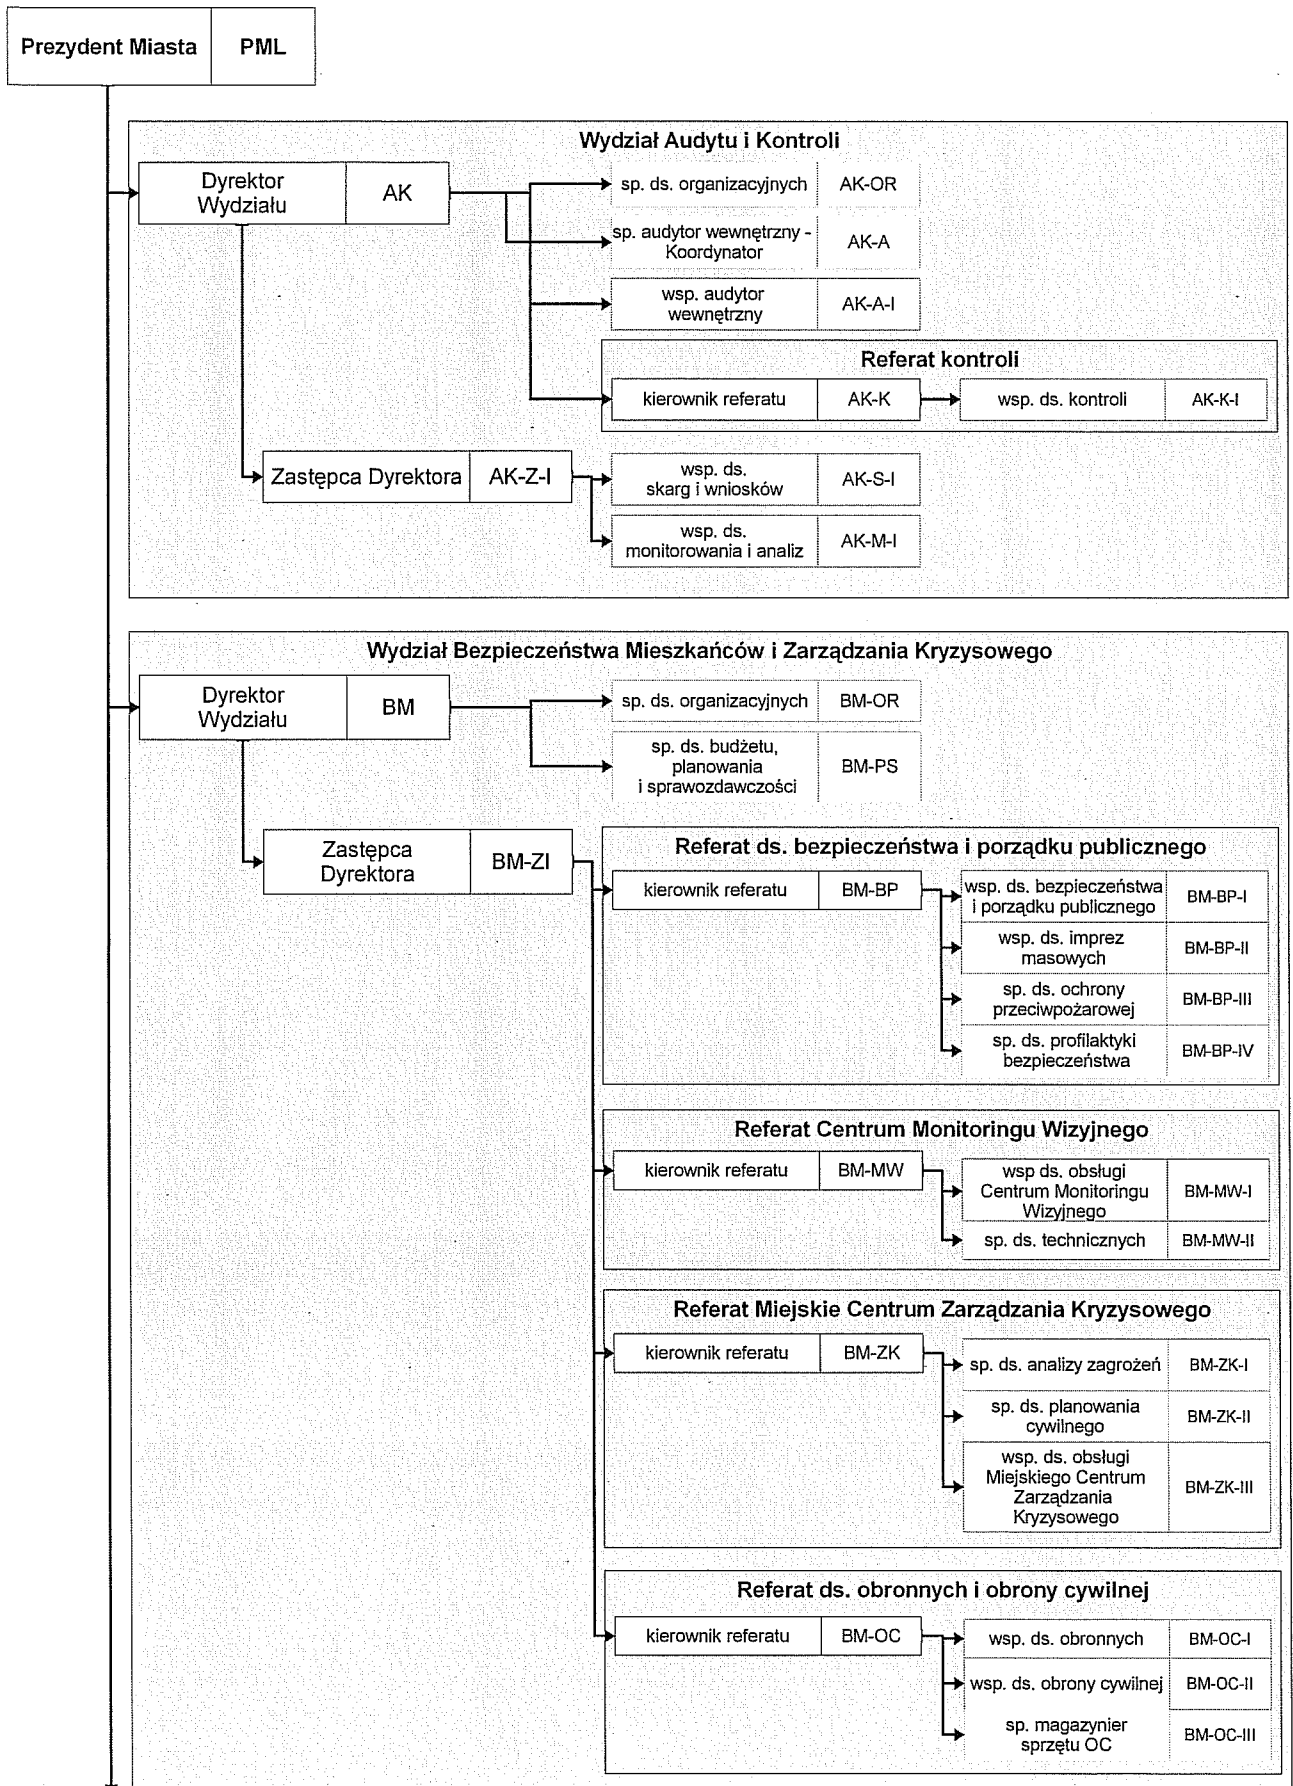 Prezydent Miasta PML
Wydział Audytu i Kontroli
Dyrektor
Wydziału
AK
sp. ds. organizacyjnych AK-OR
sp. audytor wewnętrzny -
Koordynator
AK-A
wsp. audytor
wewnętrzny
AK-A-I
Referat kontroli
kierownik referatu AK-K wsp. ds. kontroli AK-K-I
Zastępca Dyrektora AK-Z-I
wsp. ds.
skarg i wniosków
AK-S-I
wsp. ds.
monitorowania i analiz
AK-M-I
Wydział Bezpieczeństwa Mieszkańców i Zarządzania Kryzysowego
Dyrektor
Wydziału
BM
sp. ds. organizacyjnych BM-OR
sp. ds. budżetu,
planowania
i sprawozdawczości
BM-PS
Zastępca
Dyrektora
BM-ZI
Referat ds. bezpieczeństwa i porządku publicznego
kierownik referatu BM-BP
wsp. ds. bezpieczeństwa
i porządku publicznego
BM-BP-I
wsp. ds. imprez
masowych
BM-BP-II
sp. ds. ochrony
przeciwpożarowej
BM-BP-III
sp. ds. profilaktyki
bezpieczeństwa
BM-BP-IV
Referat Centrum Monitoringu Wizyjnego
kierownik referatu BM-MW
wsp ds. obsługi
Centrum Monitoringu
Wizyjnego
BM-MW-I
sp. ds. technicznych BM-MW-II
Referat Miejskie Centrum Zarządzania Kryzysowego
kierownik referatu BM-ZK
sp. ds. analizy zagrożeń BM-ZK-I
sp. ds. planowania
cywilnego
BM-ZK-II
wsp. ds. obsługi
Miejskiego Centrum
Zarządzania
Kryzysowego
BM-ZK-III
Referat ds. obronnych i obrony cywilnej
kierownik referatu BM-OC
wsp. ds. obronnych BM-OC-I
wsp. ds. obrony cywilnej BM-OC-II
sp. magazynier
sprzętu OC
BM-OC-III